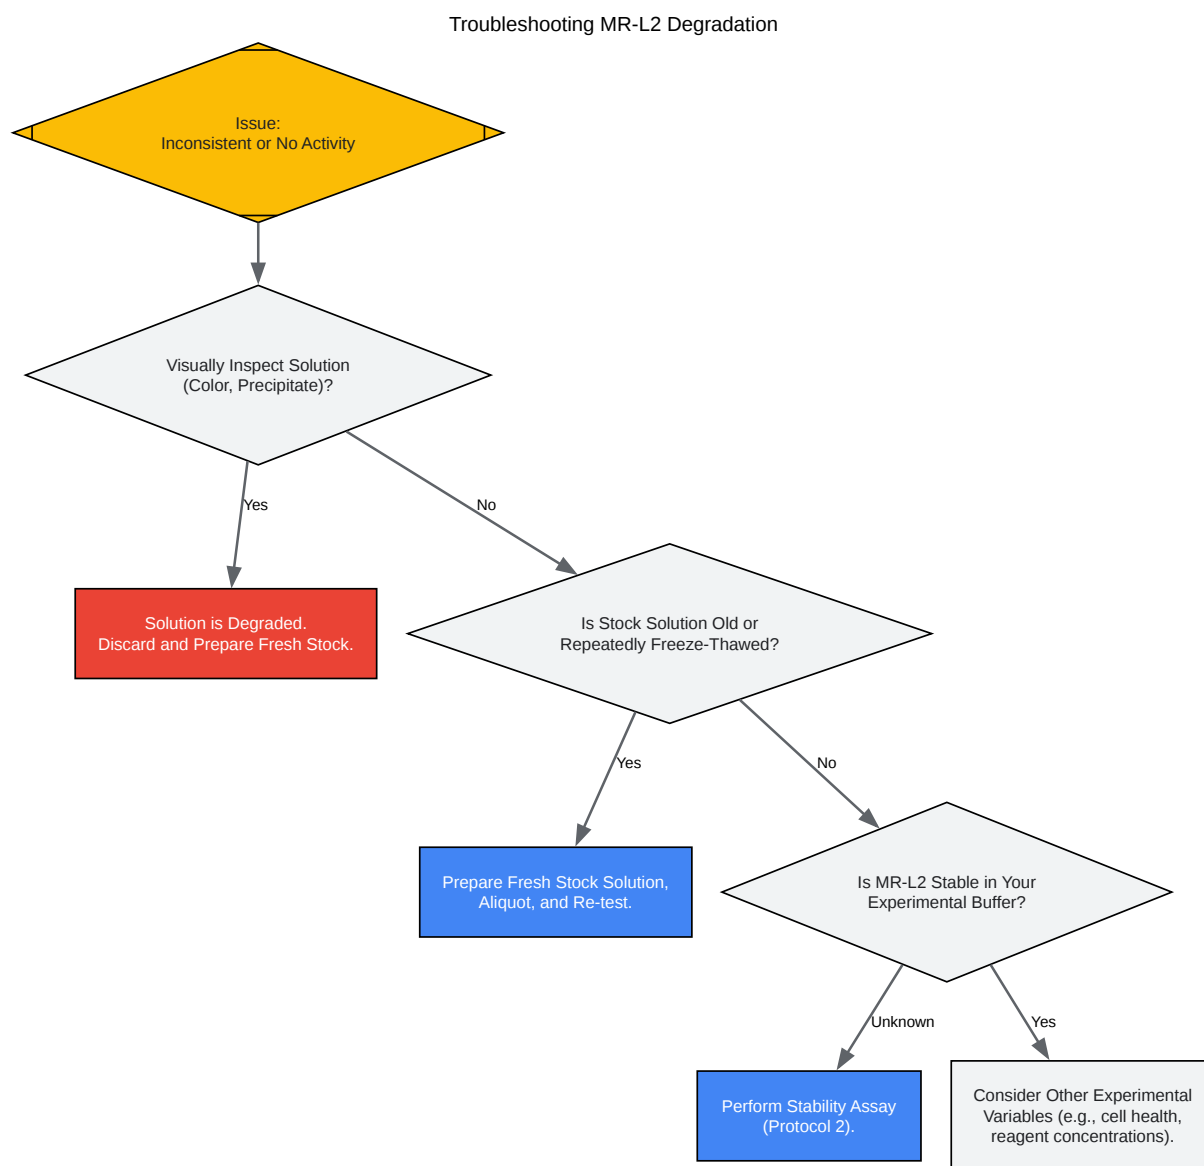 Troubleshooting MR-L2 Degradation
Issue:
Inconsistent or No Activity
Visually Inspect Solution
(Color, Precipitate)?
Yes
No
Solution is Degraded.
Discard and Prepare Fresh Stock.
Is Stock Solution Old or
Repeatedly Freeze-Thawed?
Yes
No
Prepare Fresh Stock Solution,
Aliquot, and Re-test.
Is MR-L2 Stable in Your
Experimental Buffer?
Unknown
Yes
Perform Stability Assay
(Protocol 2).
Consider Other Experimental
Variables (e.g., cell health,
reagent concentrations).